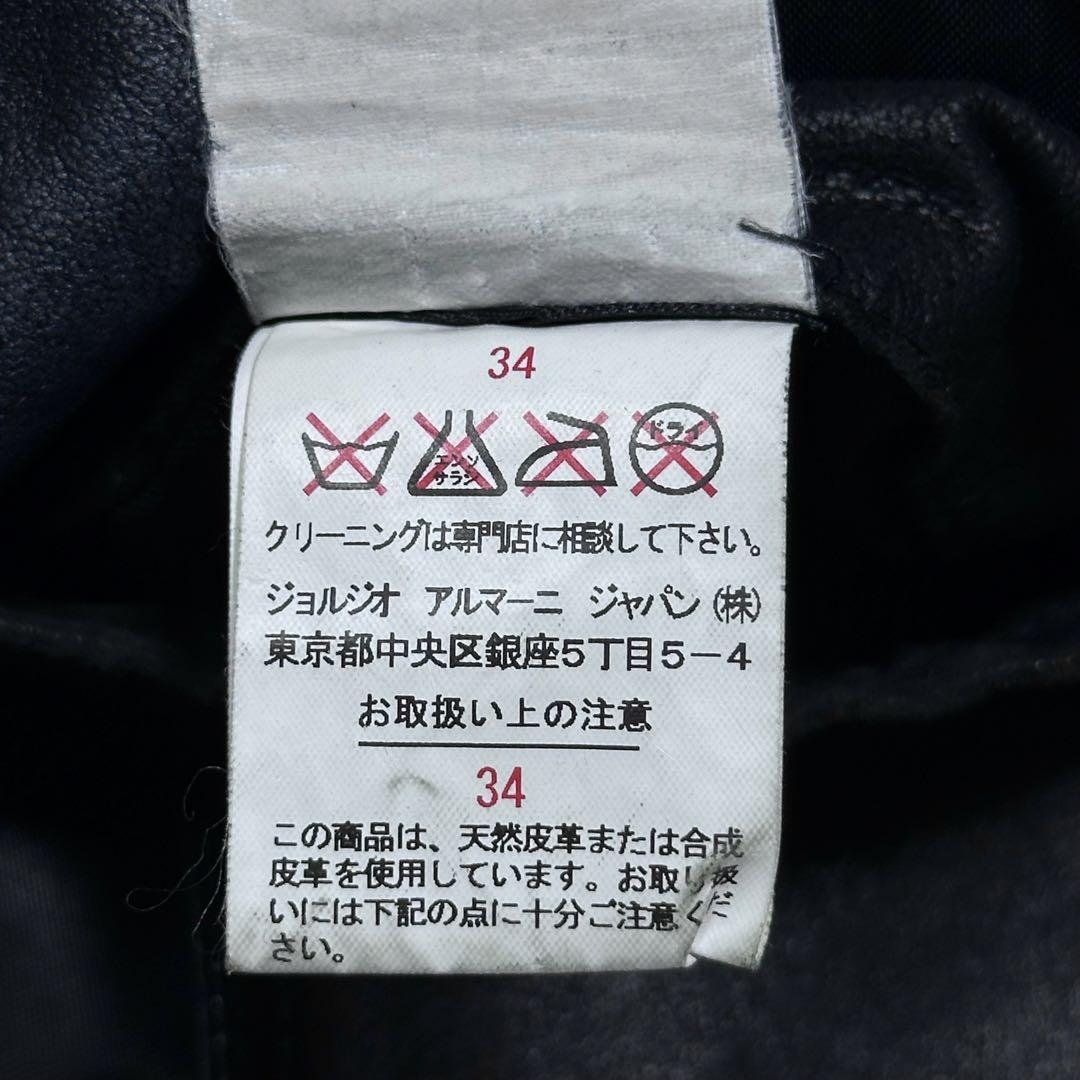 34
エンソ
サラシ
ドライ
クリーニングは専門店に相談して下さい。
ジョルジオ アルマーニ ジャパン(株)
東京都中央区銀座5丁目5-4
お取扱い上の注意
34
この商品は、天然皮革または合成
皮革を使用しています。お取り扱
いには下記の点に十分ご注意くだ
さい。